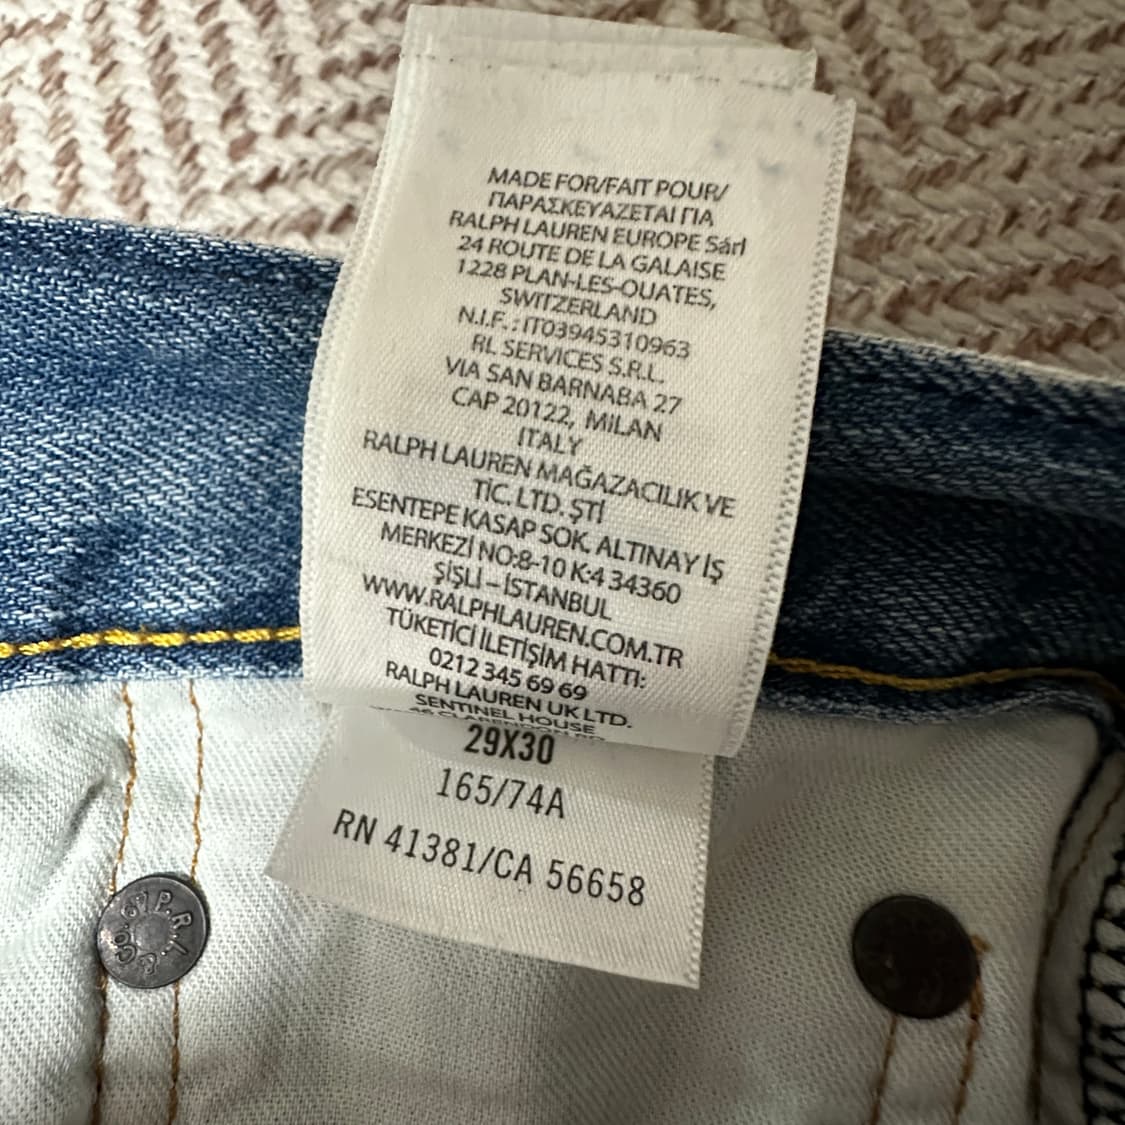 MADE FOR/FAIT POUR/
ΠΑΡΑΣΚΕΥΑΖΕΤΑΙ ΓΙΑ
RALPH LAUREN EUROPE Sárl
24 ROUTE DE LA GALAISE
1228 PLAN-LES-OUATES,
SWITZERLAND
N.I.F. : IT03945310963
RL SERVICES S.R.L.
VIA SAN BARNABA 27
CAP 20122, MILAN
ITALY
RALPH LAUREN MAĞAZACILIK VE
TİC. LTD. ŞTİ
ESENTEPE KASAP SOK. ALTINAY İŞ
MERKEZİ NO:8-10 K:4 34360
ŞİŞLİ – İSTANBUL
WWW.RALPHLAUREN.COM.TR
TÜKETİCİ İLETİŞİM HATTI:
0212 345 69 69
RALPH LAUREN UK LTD.
SENTINEL HOUSE
29X30
165/74A
RN 41381/CA 56658
67 P.R.L. & CO.